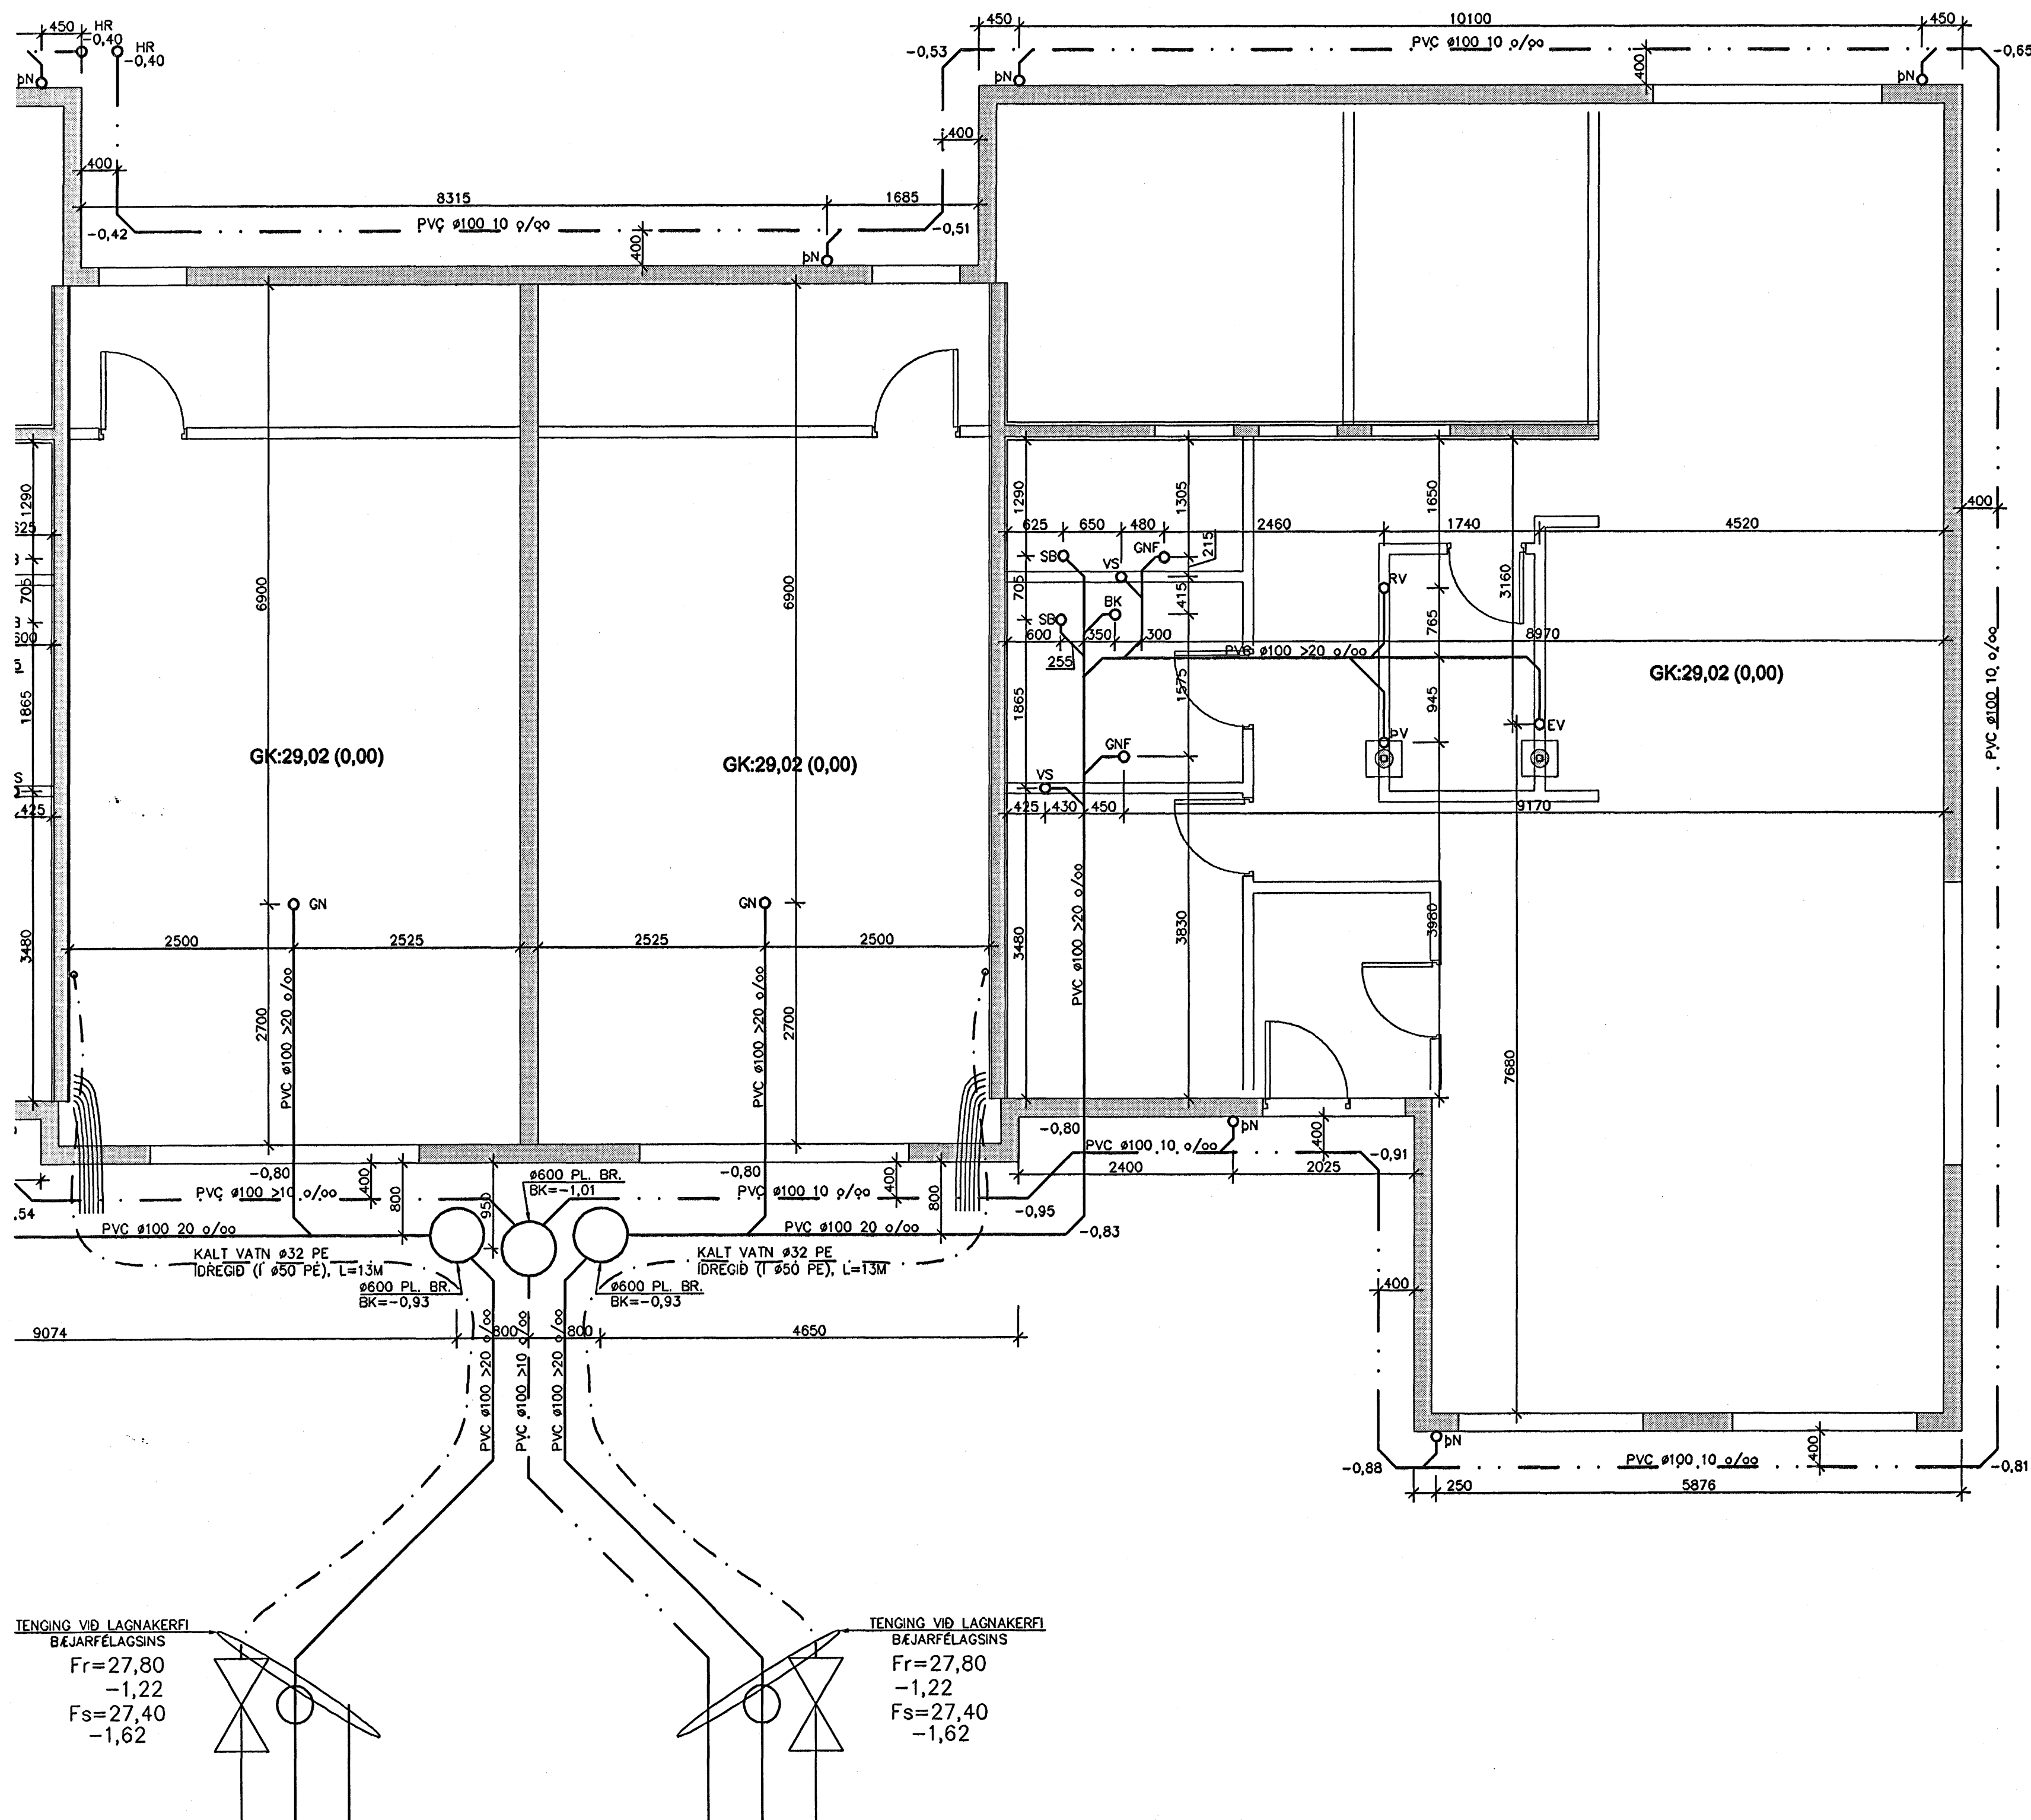 450
HR
-0,40
HR
-0,40
þN
450
10100
450
PVC ø100 10 o/oo
-0,53
-0,65
400
þN
þN
400
400
8315
1685
PVC ø100 10 o/oo
-0,42
-0,51
400
þN
1290
625
705
600
1865
425
3480
6900
6900
1290
1305
1650
400
625
650
480
2460
1740
4520
215
SB
VS
GNF
RV
3160
705
415
765
BK
SB
600
350
300
8970
255
PVC ø100 >20 o/oo
GK:29,02 (0,00)
PVC ø100 10 o/oo
1865
1575
945
EV
ÞV
GK:29,02 (0,00)
GK:29,02 (0,00)
GNF
VS
425
430
450
9170
GN
GN
PVC ø100 >20 o/oo
3480
3830
3980
2500
2525
2525
2500
PVC ø100 >20 o/oo
2700
PVC ø100 >20 o/oo
2700
7680
-0,80
þN
400
PVC ø100 10 o/oo
-0,91
2400
2025
-0,80
400
800
950
ø600 PL. BR.
BK=-1,01
-0,80
400
800
PVC ø100 >10 o/oo
PVC ø100 10 o/oo
,54
-0,95
PVC ø100 20 o/oo
PVC ø100 20 o/oo
-0,83
KALT VATN ø32 PE
ÍDREGIÐ (Í ø50 PE), L=13M
KALT VATN ø32 PE
ÍDREGIÐ (Í ø50 PE), L=13M
ø600 PL. BR.
BK=-0,93
ø600 PL. BR.
BK=-0,93
400
9074
800
800
4650
PVC ø100 >20 o/oo
PVC ø100 >10 o/oo
PVC ø100 >20 o/oo
þN
400
-0,88
PVC ø100 10 o/oo
-0,81
250
5876
TENGING VIÐ LAGNAKERFI
BÆJARFÉLAGSINS
Fr=27,80
-1,22
Fs=27,40
-1,62
TENGING VIÐ LAGNAKERFI
BÆJARFÉLAGSINS
Fr=27,80
-1,22
Fs=27,40
-1,62